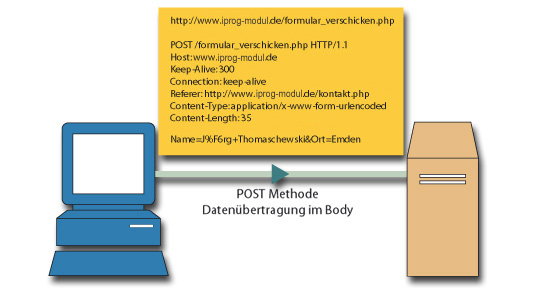 http://www.iprog-modul.de/formular_verschicken.php
POST /formular_verschicken.php HTTP/1.1
Host: www.iprog-modul.de
Keep-Alive: 300
Connection: keep-alive
Referer: http://www.iprog-modul.de/kontakt.php
Content-Type: application/x-www-form-urlencoded
Content-Length: 35
Name=J%F6rg+Thomaschewski&Ort=Emden
POST Methode
Datenübertragung im Body